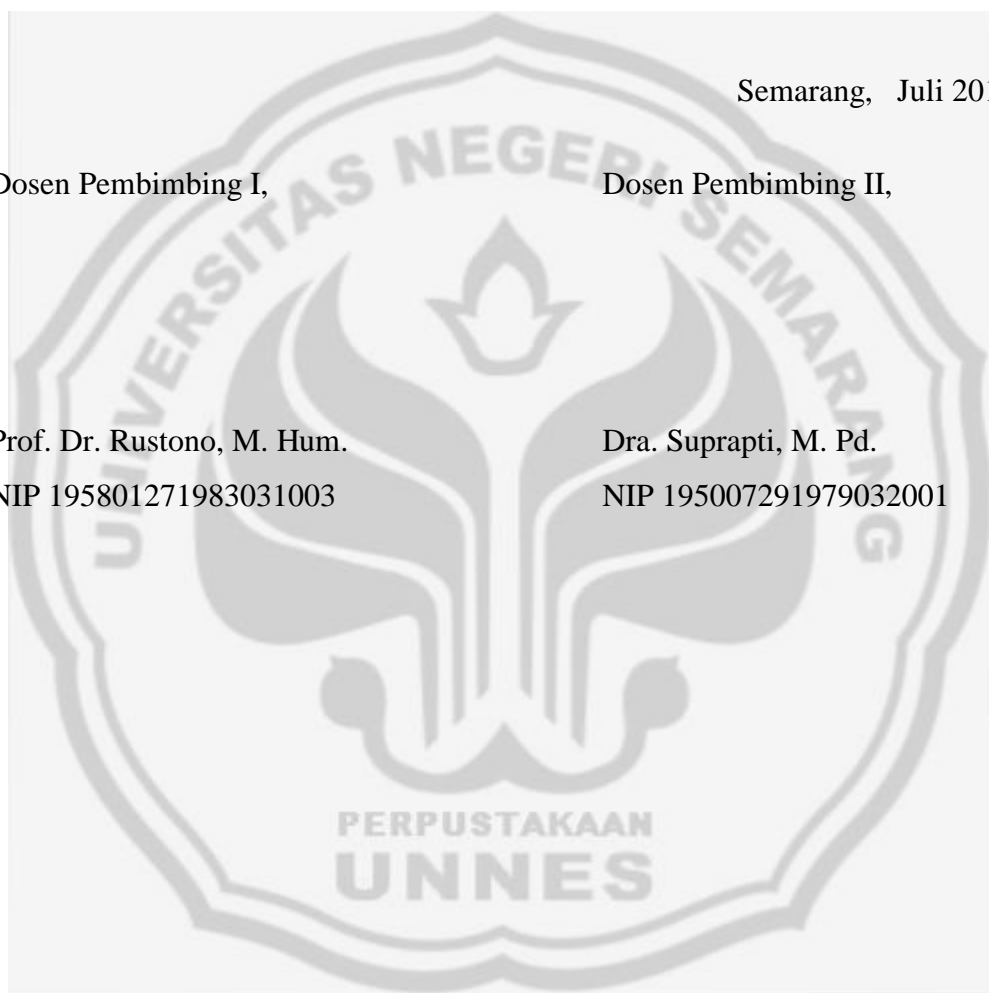 Semarang, Juli 20
Dosen Pembimbing I,
Dosen Pembimbing II,
Prof. Dr. Rustono, M. Hum.
Dra. Suprapti, M. Pd.
NIP 195801271983031003
NIP 195007291979032001
UNIVERSITAS NEGERI SEMARANG
PERPUSTAKAAN
UNNES